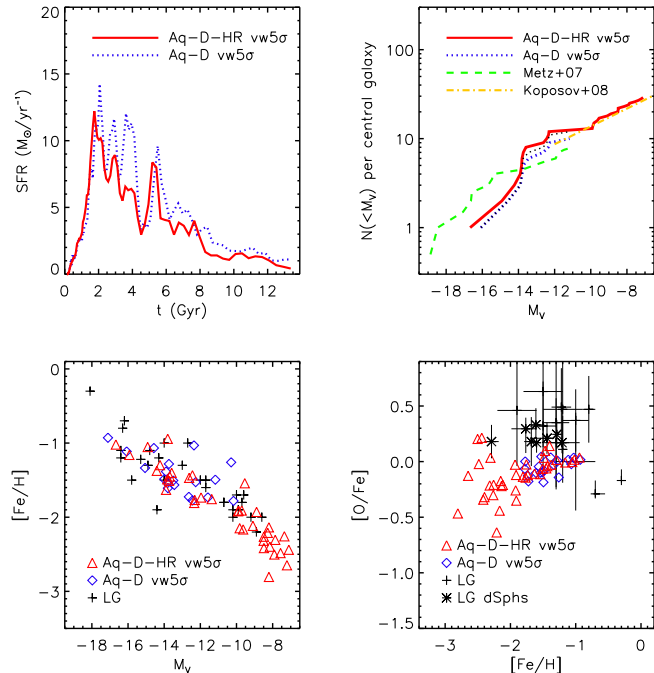 Aq-D-HR vw5σ
Aq-D vw5σ
SFR (M⊙/yr⁻¹)
20
15
10
5
0
0 2 4 6 8 10 12 14
t (Gyr)
Aq-D-HR vw5σ
Aq-D vw5σ
Metz+07
Koposov+08
N(<Mv) per central galaxy
100
10
1
-18 -16 -14 -12 -10 -8
Mv
[Fe/H]
0
-1
-2
-3
Aq-D-HR vw5σ
Aq-D vw5σ
LG
-18 -16 -14 -12 -10 -8
Mv
[O/Fe]
0.5
0.0
-0.5
-1.0
-1.5
Aq-D-HR vw5σ
Aq-D vw5σ
LG
LG dSphs
-3 -2 -1 0
[Fe/H]